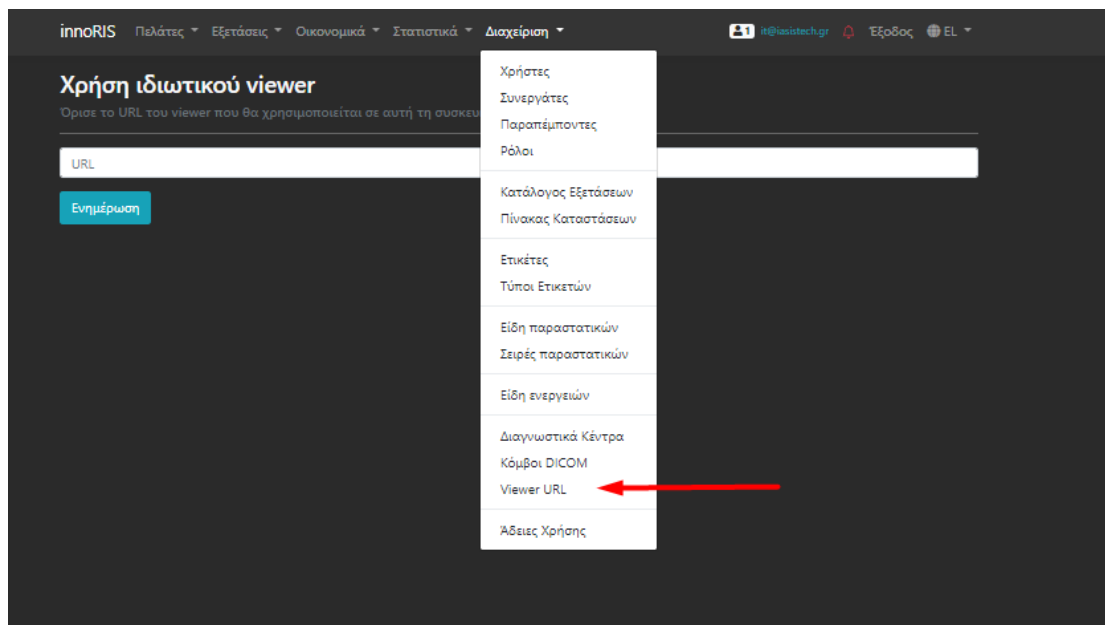 innoRIS Πελάτες Εξετάσεις Οικονομικά Στατιστικά Διαχείριση 1 it@iasistech.gr Έξοδος EL
Χρήση ιδιωτικού viewer
Όρισε το URL του viewer που θα χρησιμοποιείται σε αυτή τη συσκευ
URL
Ενημέρωση
Χρήστες
Συνεργάτες
Παραπέμποντες
Ρόλοι
Κατάλογος Εξετάσεων
Πίνακας Καταστάσεων
Ετικέτες
Τύποι Ετικετών
Είδη παραστατικών
Σειρές παραστατικών
Είδη ενεργειών
Διαγνωστικά Κέντρα
Κόμβοι DICOM
Viewer URL
Άδειες Χρήσης